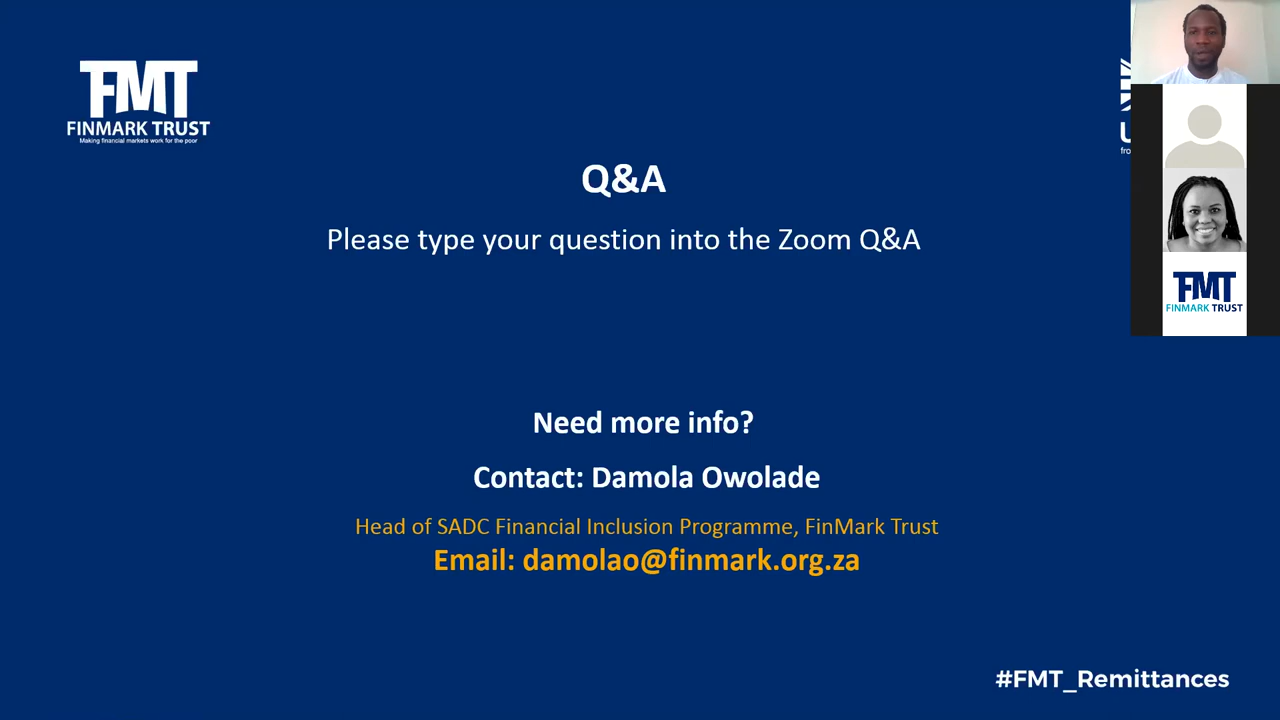 FMT
FINMARK TRUST
Making financial markets work for the poor
Q&A
Please type your question into the Zoom Q&A
FMT
FINMARK TRUST
Need more info?
Contact: Damola Owolade
Head of SADC Financial Inclusion Programme, FinMark Trust
Email: damolao@finmark.org.za
#FMT_Remittances